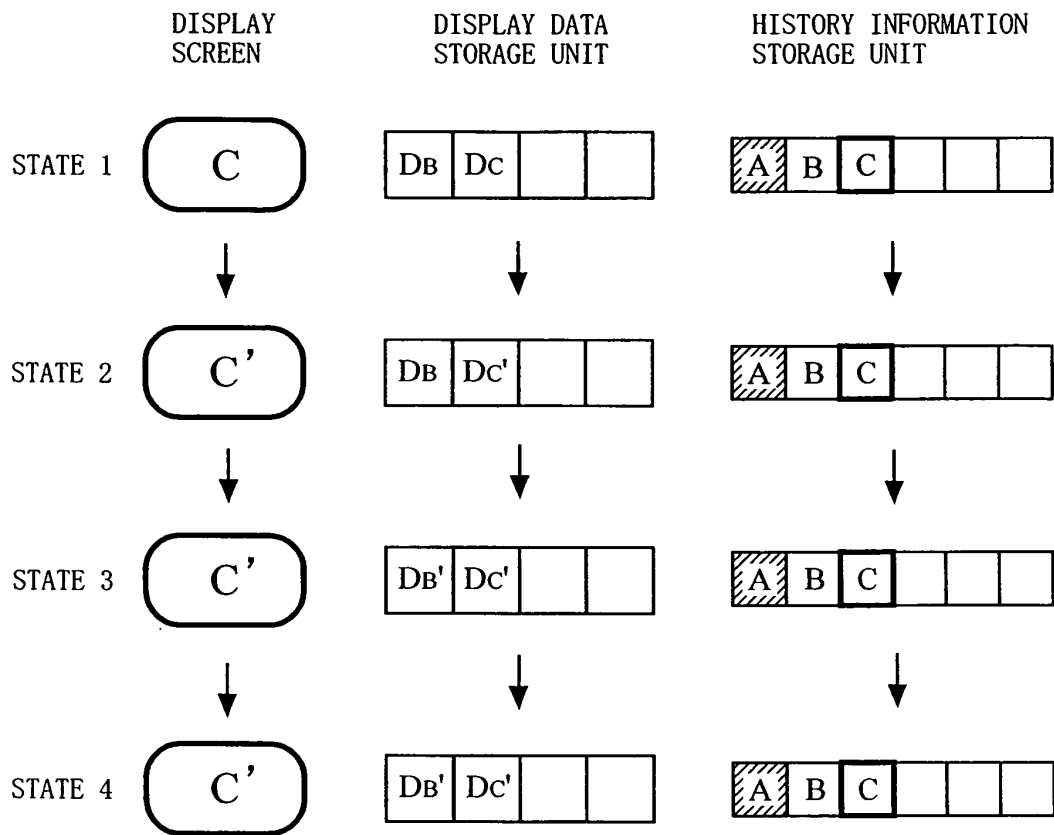 DISPLAY SCREEN
DISPLAY DATA STORAGE UNIT
HISTORY INFORMATION STORAGE UNIT
STATE 1 C DB DC A B C
STATE 2 C' DB DC' A B C
STATE 3 C' DB' DC' A B C
STATE 4 C' DB' DC' A B C